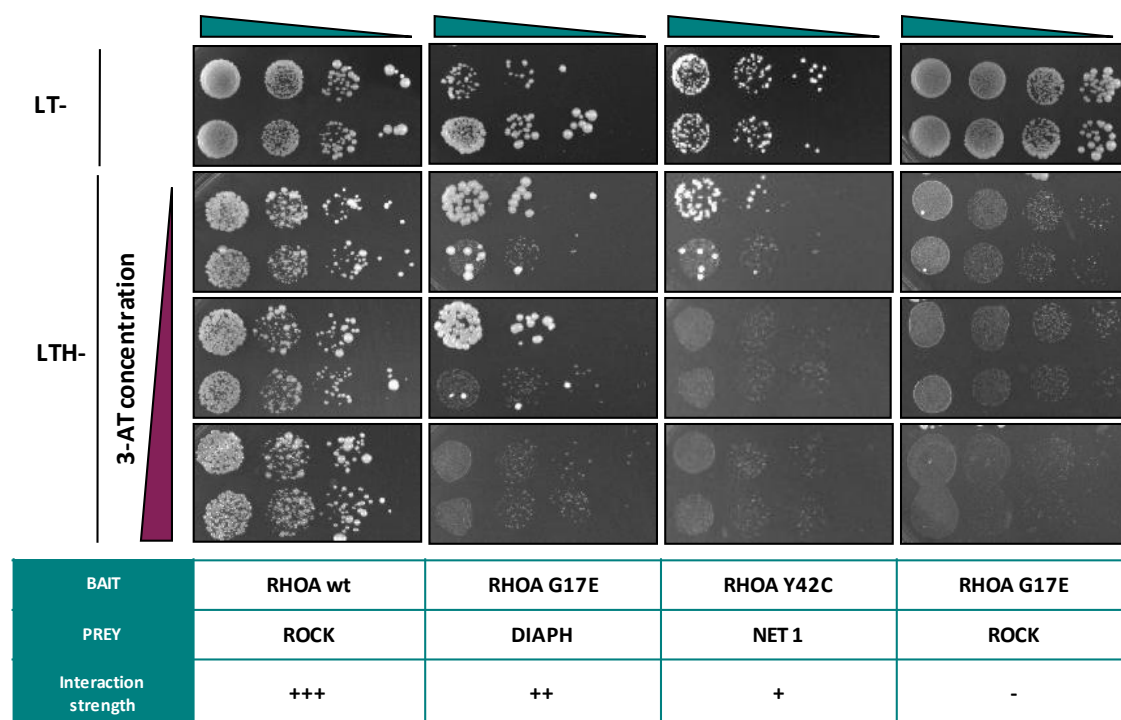 LT-
LTH-
3-AT concentration
BAIT RHOA wt RHOA G17E RHOA Y42C RHOA G17E
PREY ROCK DIAPH NET 1 ROCK
Interaction
strength +++ ++ + -